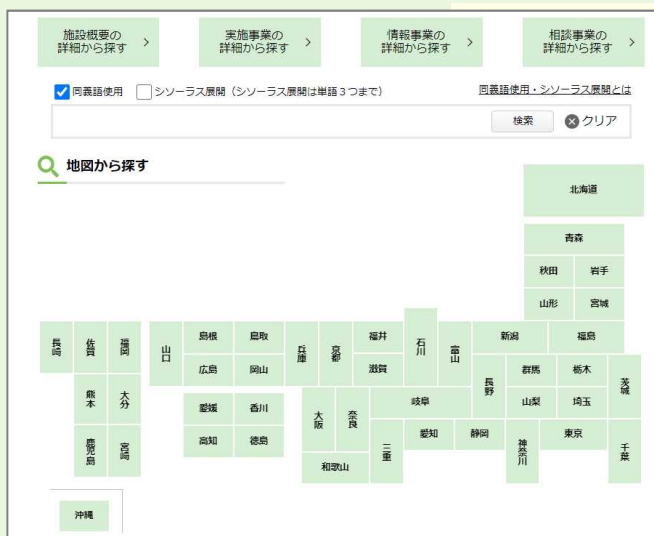 施設概要の
詳細から探す
実施事業の
詳細から探す
情報事業の
詳細から探す
相談事業の
詳細から探す
同義語使用 シソーラス展開（シソーラス展開は単語３つまで） 同義語使用・シソーラス展開とは
検索 クリア
地図から探す
北海道
青森
秋田 岩手
山形 宮城
長崎 佐賀 福岡 山口 島根 鳥取 兵庫 京都 福井 石川 富山 新潟 福島
広島 岡山 滋賀 長野 群馬 栃木 茨城
熊本 大分 愛媛 香川 大阪 奈良 岐阜 山梨 埼玉
鹿児島 宮崎 高知 徳島 三重 愛知 静岡 神奈川 東京 千葉
和歌山
沖縄